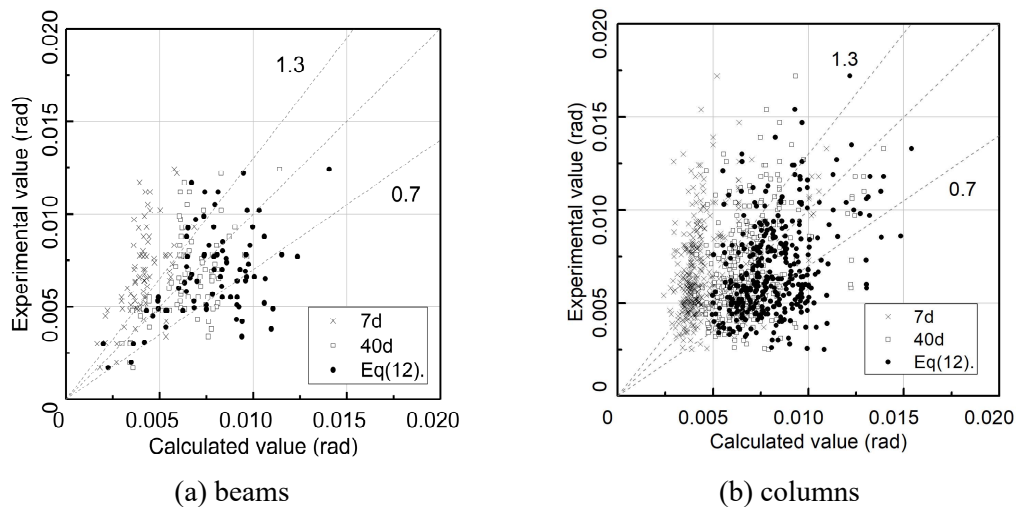 0.020
0.015
0.010
0.005
0
Experimental value (rad)
1.3
0.7
× 7d
□ 40d
● Eq(12).
0 0.005 0.010 0.015 0.020
Calculated value (rad)
(a) beams
0.020
0.015
0.010
0.005
0
Experimental value (rad)
1.3
0.7
× 7d
□ 40d
● Eq(12).
0 0.005 0.010 0.015 0.020
Calculated value (rad)
(b) columns